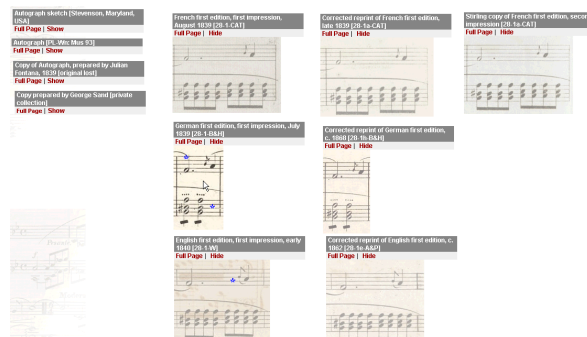 Autograph sketch [Stevenson, Maryland,
USA]
Full Page | Show
Autograph [PL-Wn: Mus 93]
Full Page | Show
Copy of Autograph, prepared by Julian
Fontana, 1839 [original lost]
Full Page | Show
Copy prepared by George Sand [private
collection]
Full Page | Show
French first edition, first impression,
August 1839 [28-1-CAT]
Full Page | Hide
Corrected reprint of French first edition,
late 1839 [28-1a-CAT]
Full Page | Hide
Stirling copy of French first edition, seco
impression [28-1a-CAT]
Full Page | Hide
German first edition, first impression, July
1839 [28-1-B&H]
Full Page | Hide
Corrected reprint of German first edition,
c. 1868 [28-1h-B&H]
Full Page | Hide
English first edition, first impression, early
1840 [28-1-W]
Full Page | Hide
Corrected reprint of English first edition, c.
1862 [28-1e-A&P]
Full Page | Hide